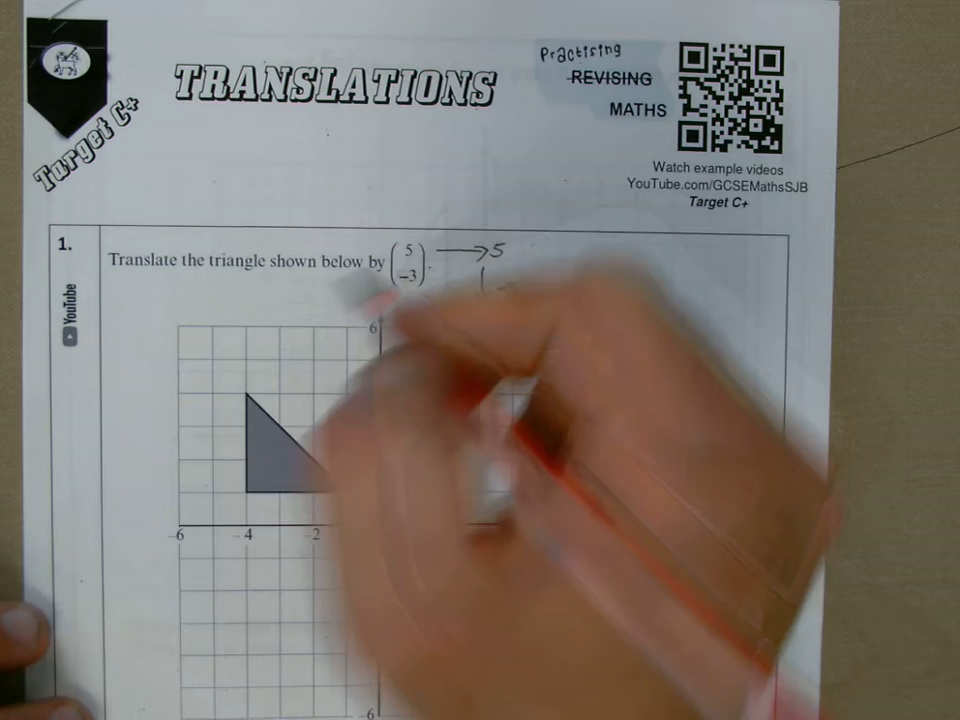 Target C+
TRANSLATIONS
Practising
REVISING
MATHS
Watch example videos
YouTube.com/GCSEMathsSJB
Target C+
1.
YouTube
Translate the triangle shown below by (5 -3). → 5
6
-6 -4 -2
-6